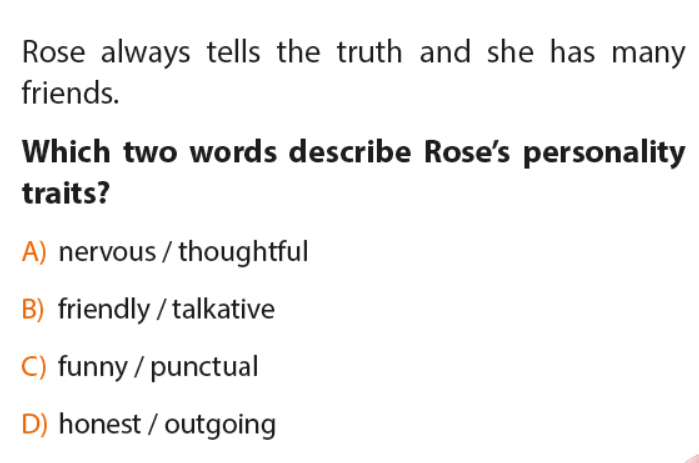 Rose always tells the truth and she has many
friends.
Which two words describe Rose's personality
traits?
A) nervous / thoughtful
B) friendly / talkative
C) funny / punctual
D) honest / outgoing